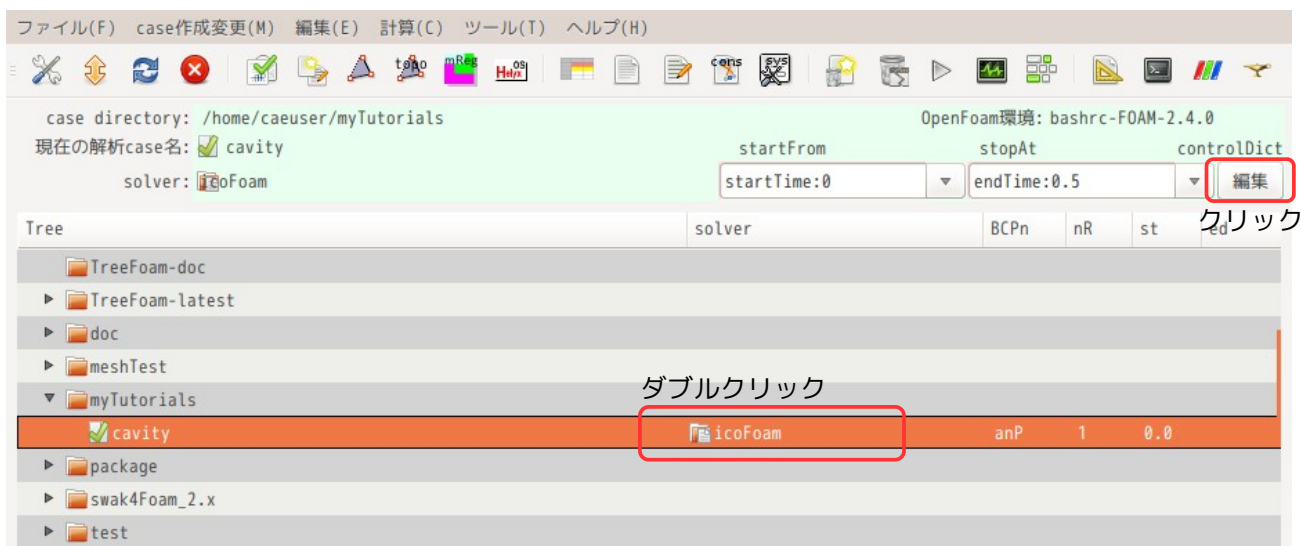 ファイル(F) case作成変更(M) 編集(E) 計算(C) ツール(T) ヘルプ(H)
topo mReg Helyx OS cons sys
case directory: /home/caeuser/myTutorials OpenFoam環境: bashrc-FOAM-2.4.0
現在の解析case名: cavity startFrom stopAt controlDict
solver: icoFoam startTime:0 endTime:0.5 編集
クリック
Tree solver BCPn nR st ed
TreeFoam-doc
TreeFoam-latest
doc
meshTest
ダブルクリック
myTutorials
cavity icoFoam anP 1 0.0
package
swak4Foam_2.x
test